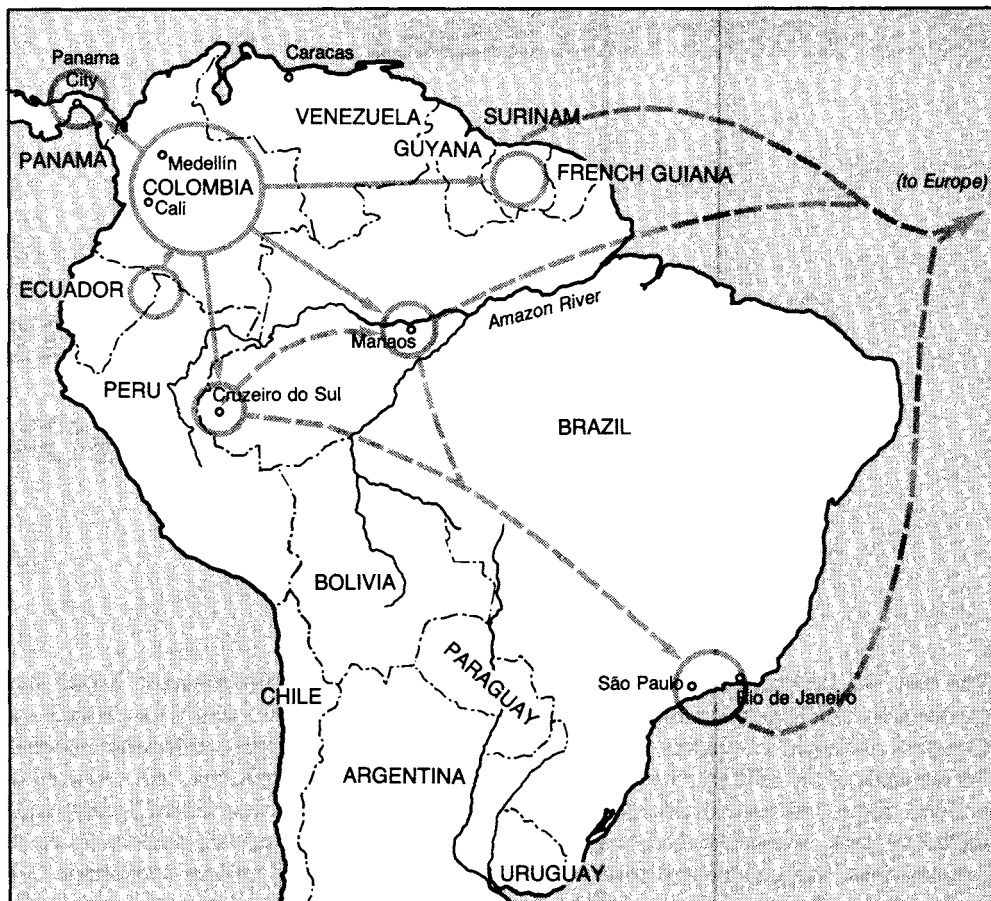 Panama
City
Caracas
VENEZUELA
SURINAM
GUYANA
PANAMA
Medellín
COLOMBIA
Cali
FRENCH GUIANA
(to Europe)
ECUADOR
Amazon River
Manaos
PERU
Cruzeiro do Sul
BRAZIL
BOLIVIA
PARAGUAY
São Paulo
Rio de Janeiro
CHILE
ARGENTINA
URUGUAY